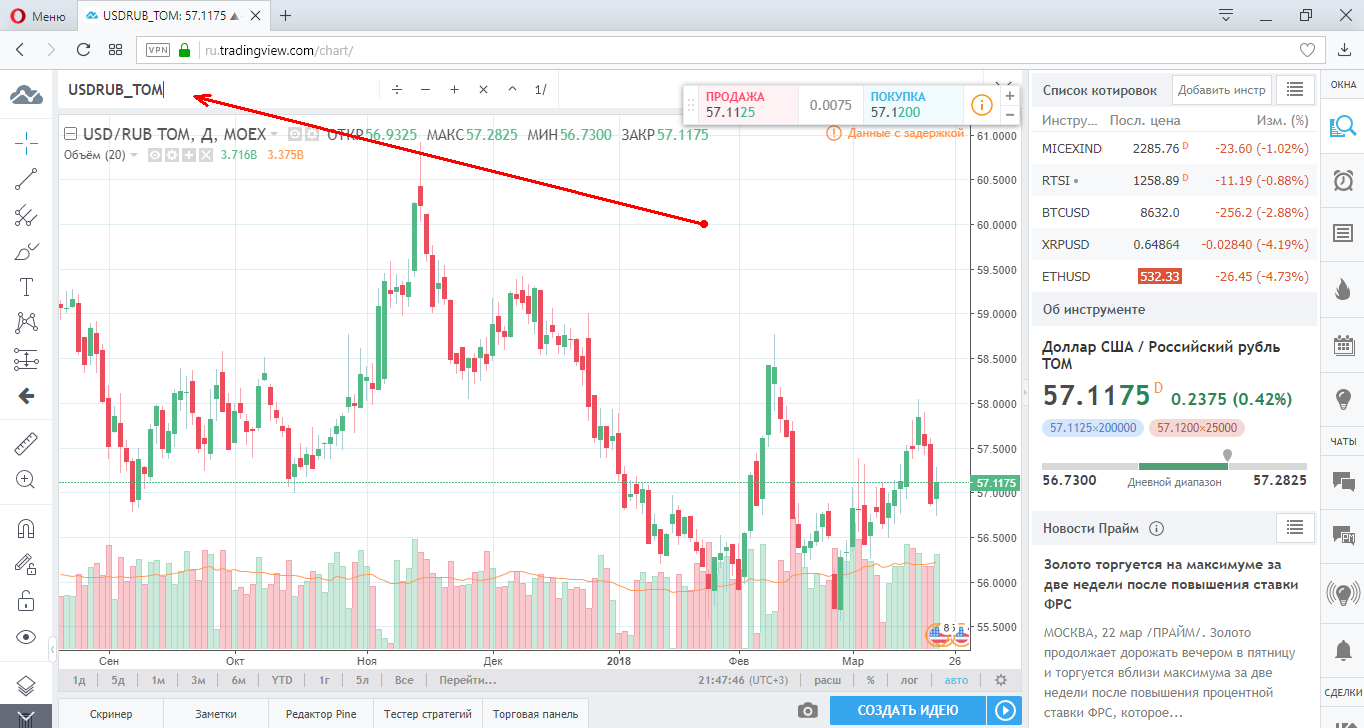 Меню
USDRUB_TOM: 57.1175
VPN
ru.tradingview.com/chart/
USDRUB_TOM
÷ − + × ^ 1/
ПРОДАЖА
57.1125
0.0075
ПОКУПКА
57.1200
USD/RUB TOM, Д, MOEX
ОТКР56.9325 МАКС57.2825 МИН56.7300 ЗАКР57.1175
Данные с задержкой
Объём (20) 3.716B 3.375B
61.0000
60.5000
60.0000
59.5000
59.0000
58.5000
58.0000
57.5000
57.1175
57.0000
56.5000
56.0000
55.5000
Сен Окт Ноя Дек 2018 Фев Мар 26
1д 5д 1м 3м 6м YTD 1г 5л Все Перейти...
21:47:46 (UTC+3) расш % лог авто
Скринер Заметки Редактор Pine Тестер стратегий Торговая панель
СОЗДАТЬ ИДЕЮ
Список котировок
Добавить инстр
Инстру... Посл. цена Изм. (%)
MICEXIND 2285.76 D -23.60 (-1.02%)
RTSI 1258.89 D -11.19 (-0.88%)
BTCUSD 8632.0 -256.2 (-2.88%)
XRPUSD 0.64864 -0.02840 (-4.19%)
ETHUSD 532.33 -26.45 (-4.73%)
Об инструменте
Доллар США / Российский рубль
ТОМ
57.1175 D 0.2375 (0.42%)
57.1125×200000 57.1200×25000
56.7300 Дневной диапазон 57.2825
Новости Прайм
Золото торгуется на максимуме за
две недели после повышения ставки
ФРС
МОСКВА, 22 мар /ПРАЙМ/. Золото
продолжает дорожать вечером в пятницу
и торгуется вблизи максимума за две
недели после повышения процентной
ставки ФРС, которое...
ОКНА
ЧАТЫ
СДЕЛКИ